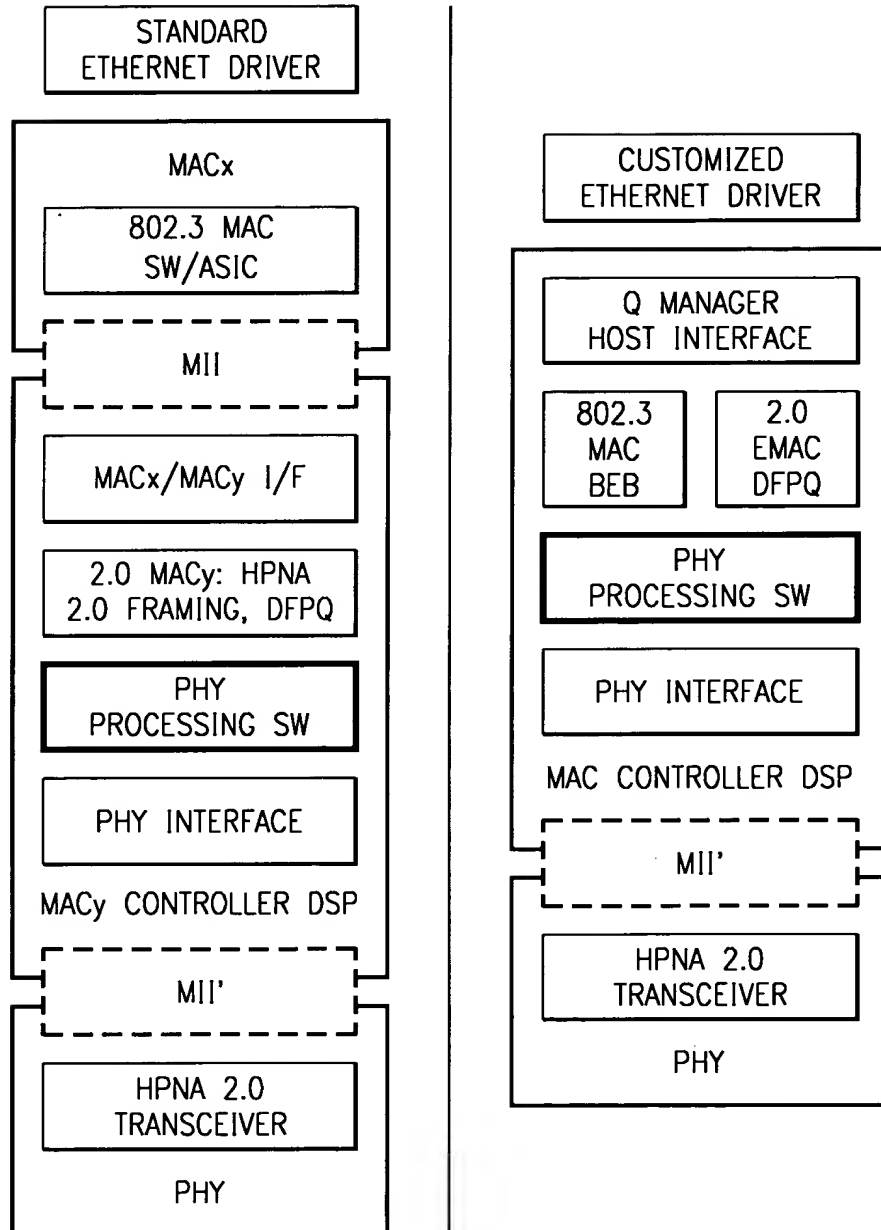 STANDARD
ETHERNET DRIVER
MACx
802.3 MAC
SW/ASIC
MII
MACx/MACy I/F
2.0 MACy: HPNA
2.0 FRAMING, DFPQ
PHY
PROCESSING SW
PHY INTERFACE
MACy CONTROLLER DSP
MII'
HPNA 2.0
TRANSCEIVER
PHY
CUSTOMIZED
ETHERNET DRIVER
Q MANAGER
HOST INTERFACE
802.3
MAC
BEB
2.0
EMAC
DFPQ
PHY
PROCESSING SW
PHY INTERFACE
MAC CONTROLLER DSP
MII'
HPNA 2.0
TRANSCEIVER
PHY